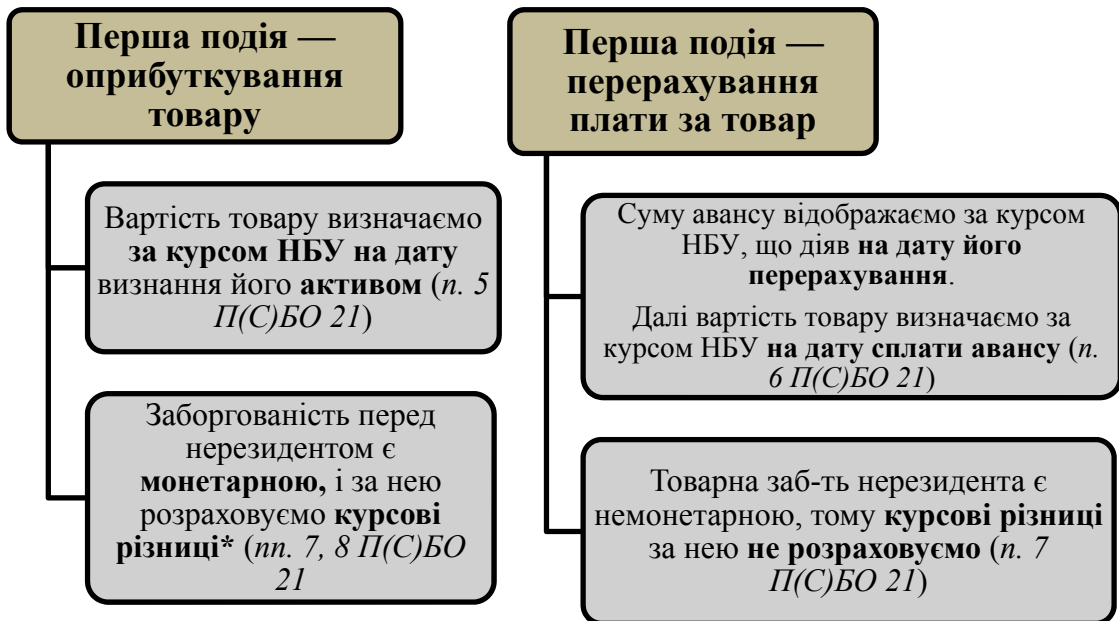 Перша подія —
оприбуткування
товару
Вартість товару визначаємо
за курсом НБУ на дату
визнання його активом (п. 5
П(С)БО 21)
Заборгованість перед
нерезидентом є
монетарною, і за нею
розраховуємо курсові
різниці* (пп. 7, 8 П(С)БО
21
Перша подія —
перерахування
плати за товар
Суму авансу відображаємо за курсом
НБУ, що діяв на дату його
перерахування.
Далі вартість товару визначаємо за
курсом НБУ на дату сплати авансу (п.
6 П(С)БО 21)
Товарна заб-ть нерезидента є
немонетарною, тому курсові різниці
за нею не розраховуємо (п. 7
П(С)БО 21)